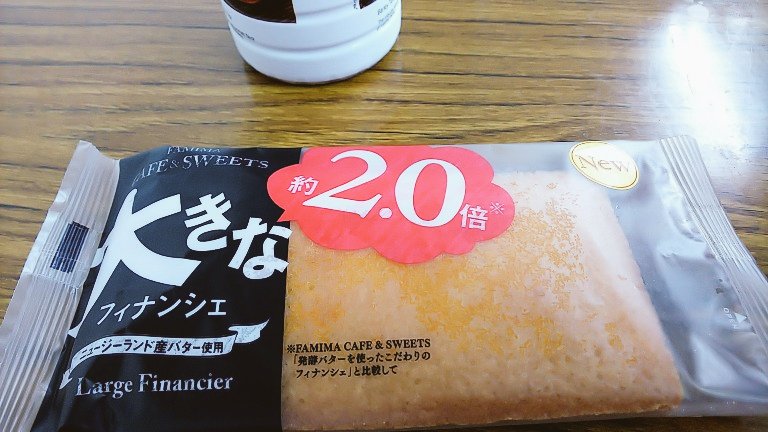 FAMIMA
CAFE & SWEETS
大きな
フィナンシェ
ニュージーランド産バター使用
Large Financier
約2.0倍※
New
※FAMIMA CAFE & SWEETS
「発酵バターを使ったこだわりの
フィナンシェ」と比較して